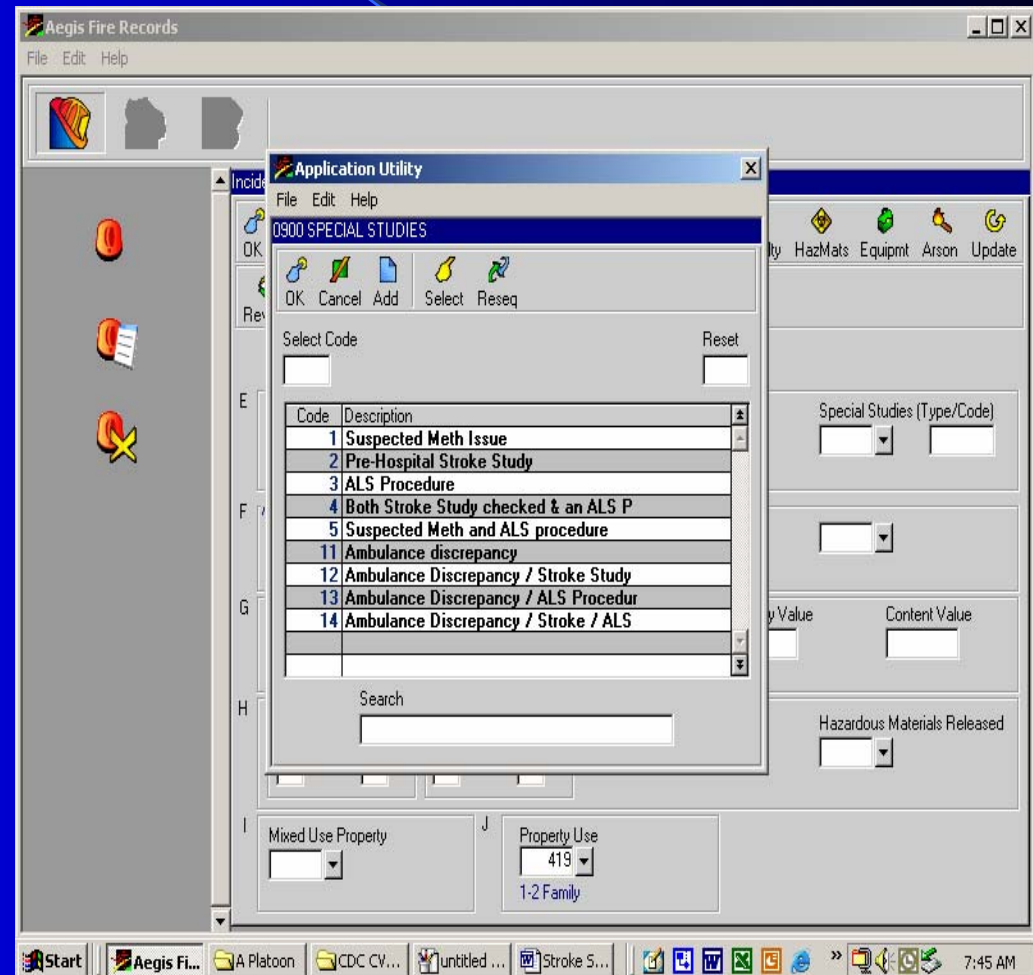 Aegis Fire Records
File Edit Help
Application Utility
File Edit Help
0900 SPECIAL STUDIES
OK Cancel Add Select Reseq
Select Code Reset
Code Description
1 Suspected Meth Issue
2 Pre-Hospital Stroke Study
3 ALS Procedure
4 Both Stroke Study checked & an ALS P
5 Suspected Meth and ALS procedure
11 Ambulance discrepancy
12 Ambulance Discrepancy / Stroke Study
13 Ambulance Discrepancy / ALS Procedur
14 Ambulance Discrepancy / Stroke / ALS
Search
Incide
OK lty HazMats Equipmt Arson Update
Rev
E Special Studies (Type/Code)
F
G y Value Content Value
H Hazardous Materials Released
I Mixed Use Property J Property Use
419
1-2 Family
Start Aegis Fi... A Platoon CDC CV... untitled ... Stroke S... » 7:45 AM